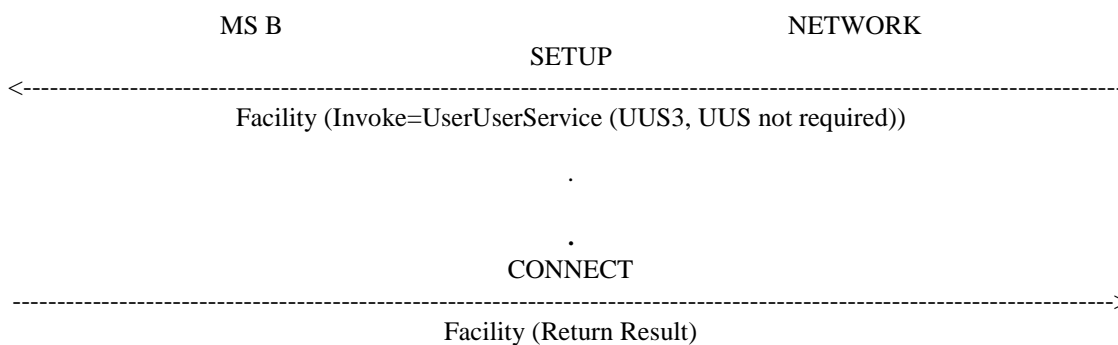 MS B NETWORK
SETUP
<------------------------------------------------------------------------------------------------------------------------
Facility (Invoke=UserUserService (UUS3, UUS not required))
.
.
CONNECT
------------------------------------------------------------------------------------------------------------------------>
Facility (Return Result)